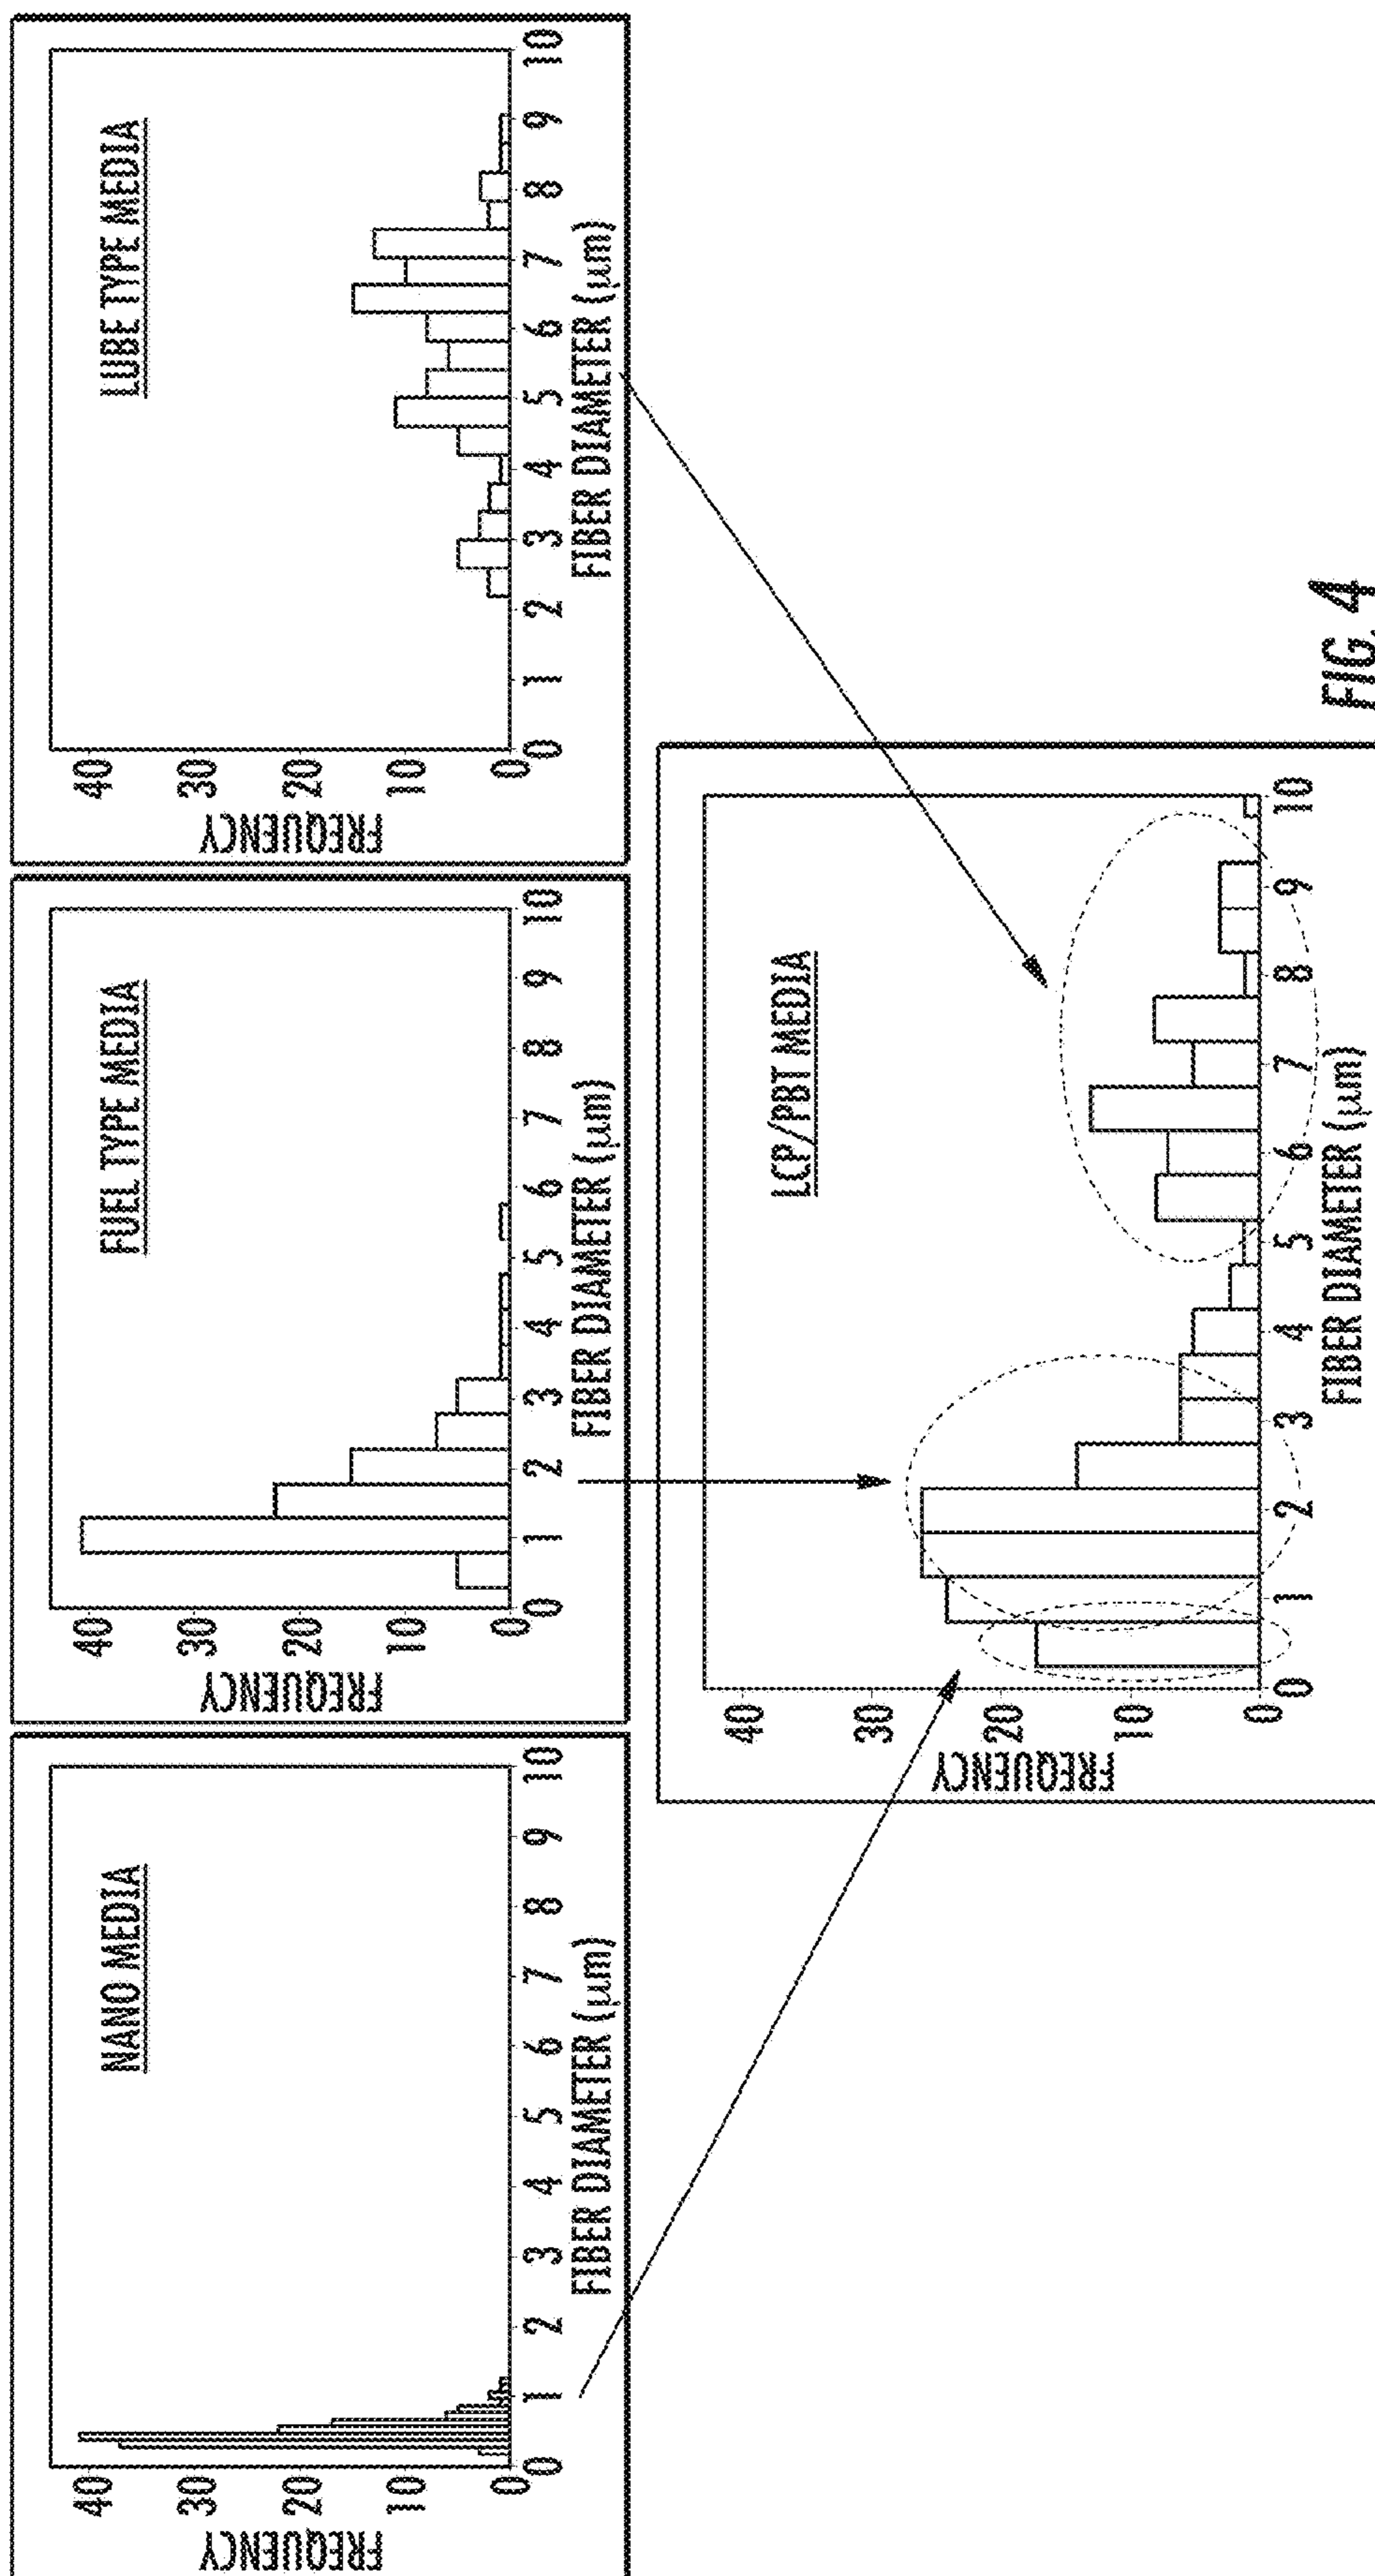 NANO MEDIA
FREQUENCY
40
30
20
10
0
0 1 2 3 4 5 6 7 8 9 10
FIBER DIAMETER (μm)
FUEL TYPE MEDIA
FREQUENCY
40
30
20
10
0
0 1 2 3 4 5 6 7 8 9 10
FIBER DIAMETER (μm)
LUBE TYPE MEDIA
FREQUENCY
40
30
20
10
0
0 1 2 3 4 5 6 7 8 9 10
FIBER DIAMETER (μm)
LCP/PBT MEDIA
FREQUENCY
40
30
20
10
0
0 1 2 3 4 5 6 7 8 9 10
FIBER DIAMETER (μm)
FIG. 4